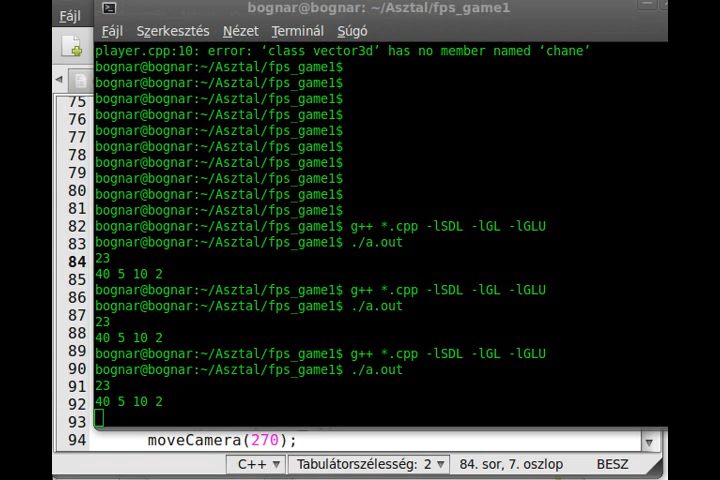 bognar@bognar: ~/Asztal/fps_game1
Fájl
Fájl Szerkesztés Nézet Terminál Súgó
player.cpp:10: error: ‘class vector3d’ has no member named ‘chane’
bognar@bognar:~/Asztal/fps_game1$
bognar@bognar:~/Asztal/fps_game1$
75 bognar@bognar:~/Asztal/fps_game1$
76 bognar@bognar:~/Asztal/fps_game1$
77 bognar@bognar:~/Asztal/fps_game1$
78 bognar@bognar:~/Asztal/fps_game1$
79 bognar@bognar:~/Asztal/fps_game1$
80 bognar@bognar:~/Asztal/fps_game1$
81 bognar@bognar:~/Asztal/fps_game1$
bognar@bognar:~/Asztal/fps_game1$
82 bognar@bognar:~/Asztal/fps_game1$ g++ *.cpp -lSDL -lGL -lGLU
83 bognar@bognar:~/Asztal/fps_game1$ ./a.out
84 23
85 40 5 10 2
86 bognar@bognar:~/Asztal/fps_game1$ g++ *.cpp -lSDL -lGL -lGLU
87 bognar@bognar:~/Asztal/fps_game1$ ./a.out
23
88 40 5 10 2
89 bognar@bognar:~/Asztal/fps_game1$ g++ *.cpp -lSDL -lGL -lGLU
90 bognar@bognar:~/Asztal/fps_game1$ ./a.out
91 23
92 40 5 10 2
93
94 moveCamera(270);
C++ Tabulátorszélesség: 2 84. sor, 7. oszlop BESZ